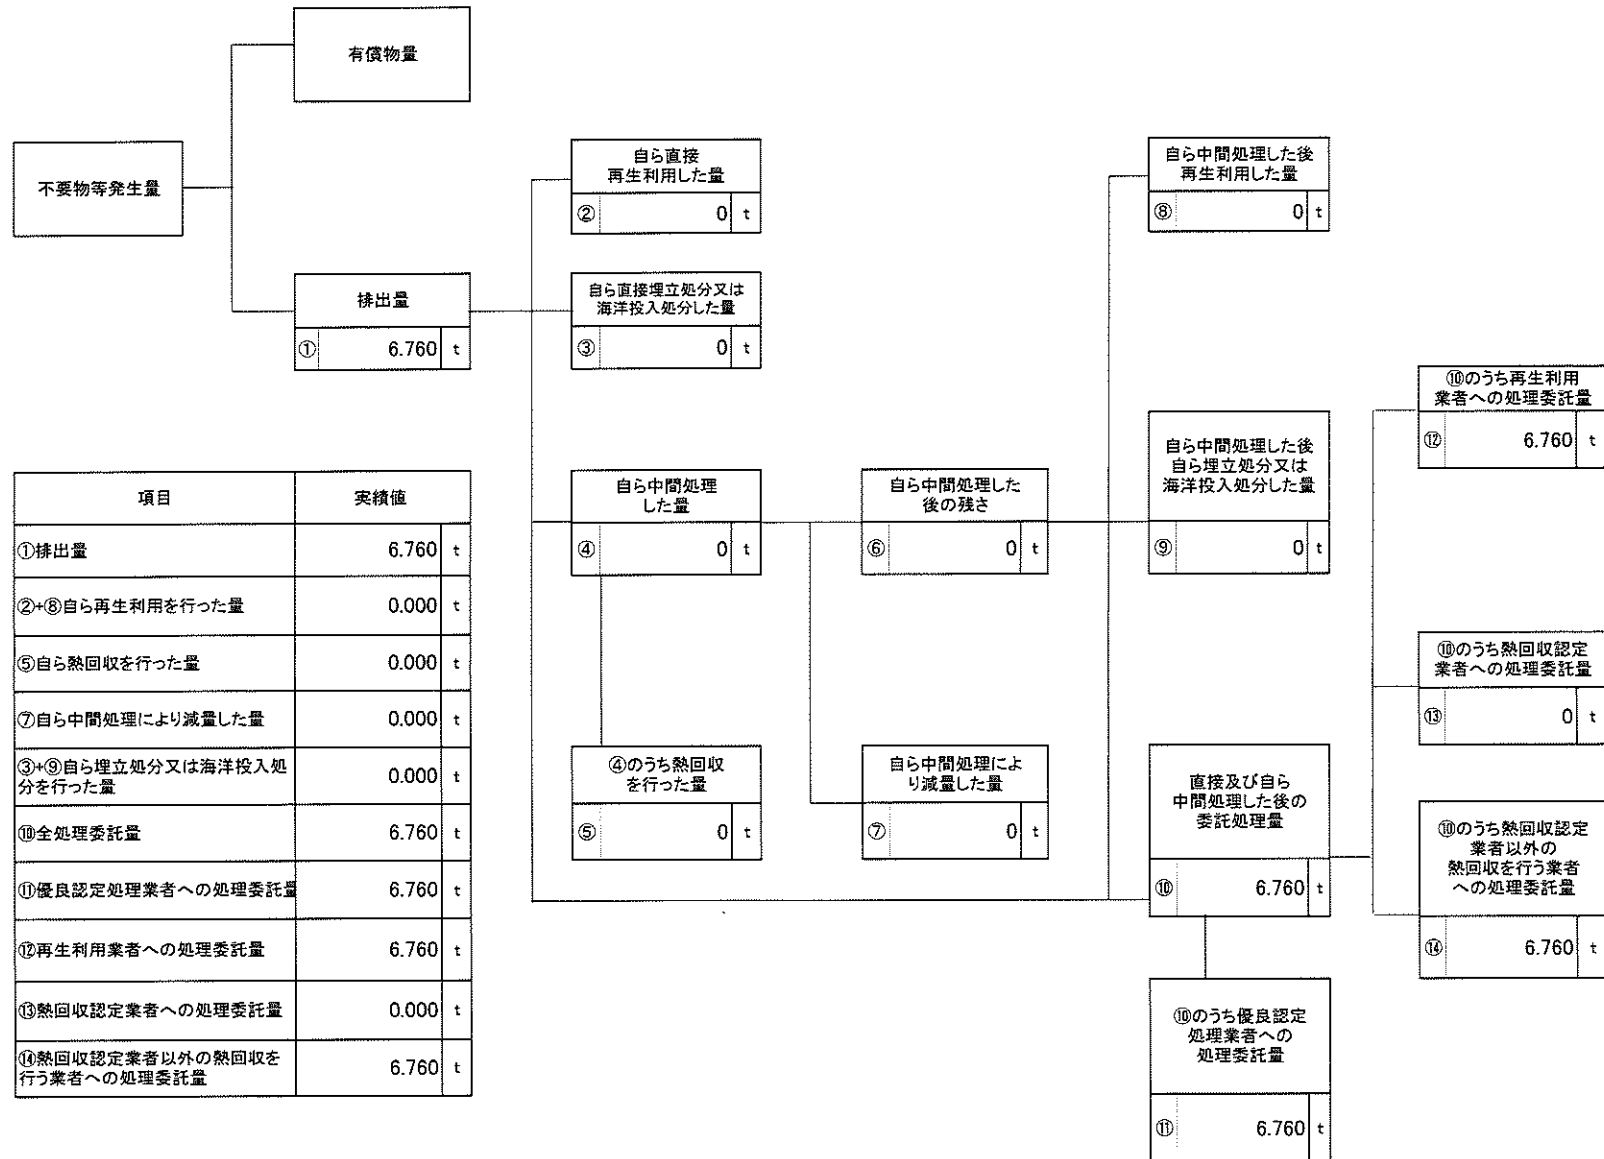 有償物量
不要物等発生量
排出量
① 6.760 t
自ら直接
再生利用した量
② 0 t
自ら直接埋立処分又は
海洋投入処分した量
③ 0 t
自ら中間処理
した量
④ 0 t
④のうち熱回収
を行った量
⑤ 0 t
自ら中間処理した
後の残さ
⑥ 0 t
自ら中間処理によ
り減量した量
⑦ 0 t
自ら中間処理した後
再生利用した量
⑧ 0 t
自ら中間処理した後
自ら埋立処分又は
海洋投入処分した量
⑨ 0 t
直接及び自ら
中間処理した後の
委託処理量
⑩ 6.760 t
⑩のうち優良認定
処理業者への
処理委託量
⑪ 6.760 t
⑩のうち再生利用
業者への処理委託量
⑫ 6.760 t
⑩のうち熱回収認定
業者への処理委託量
⑬ 0 t
⑩のうち熱回収認定
業者以外の
熱回収を行う業者
への処理委託量
⑭ 6.760 t
項目 実績値
①排出量 6.760 t
②+⑧自ら再生利用を行った量 0.000 t
⑤自ら熱回収を行った量 0.000 t
⑦自ら中間処理により減量した量 0.000 t
③+⑨自ら埋立処分又は海洋投入処
分を行った量 0.000 t
⑩全処理委託量 6.760 t
⑪優良認定処理業者への処理委託量 6.760 t
⑫再生利用業者への処理委託量 6.760 t
⑬熱回収認定業者への処理委託量 0.000 t
⑭熱回収認定業者以外の熱回収を
行う業者への処理委託量 6.760 t